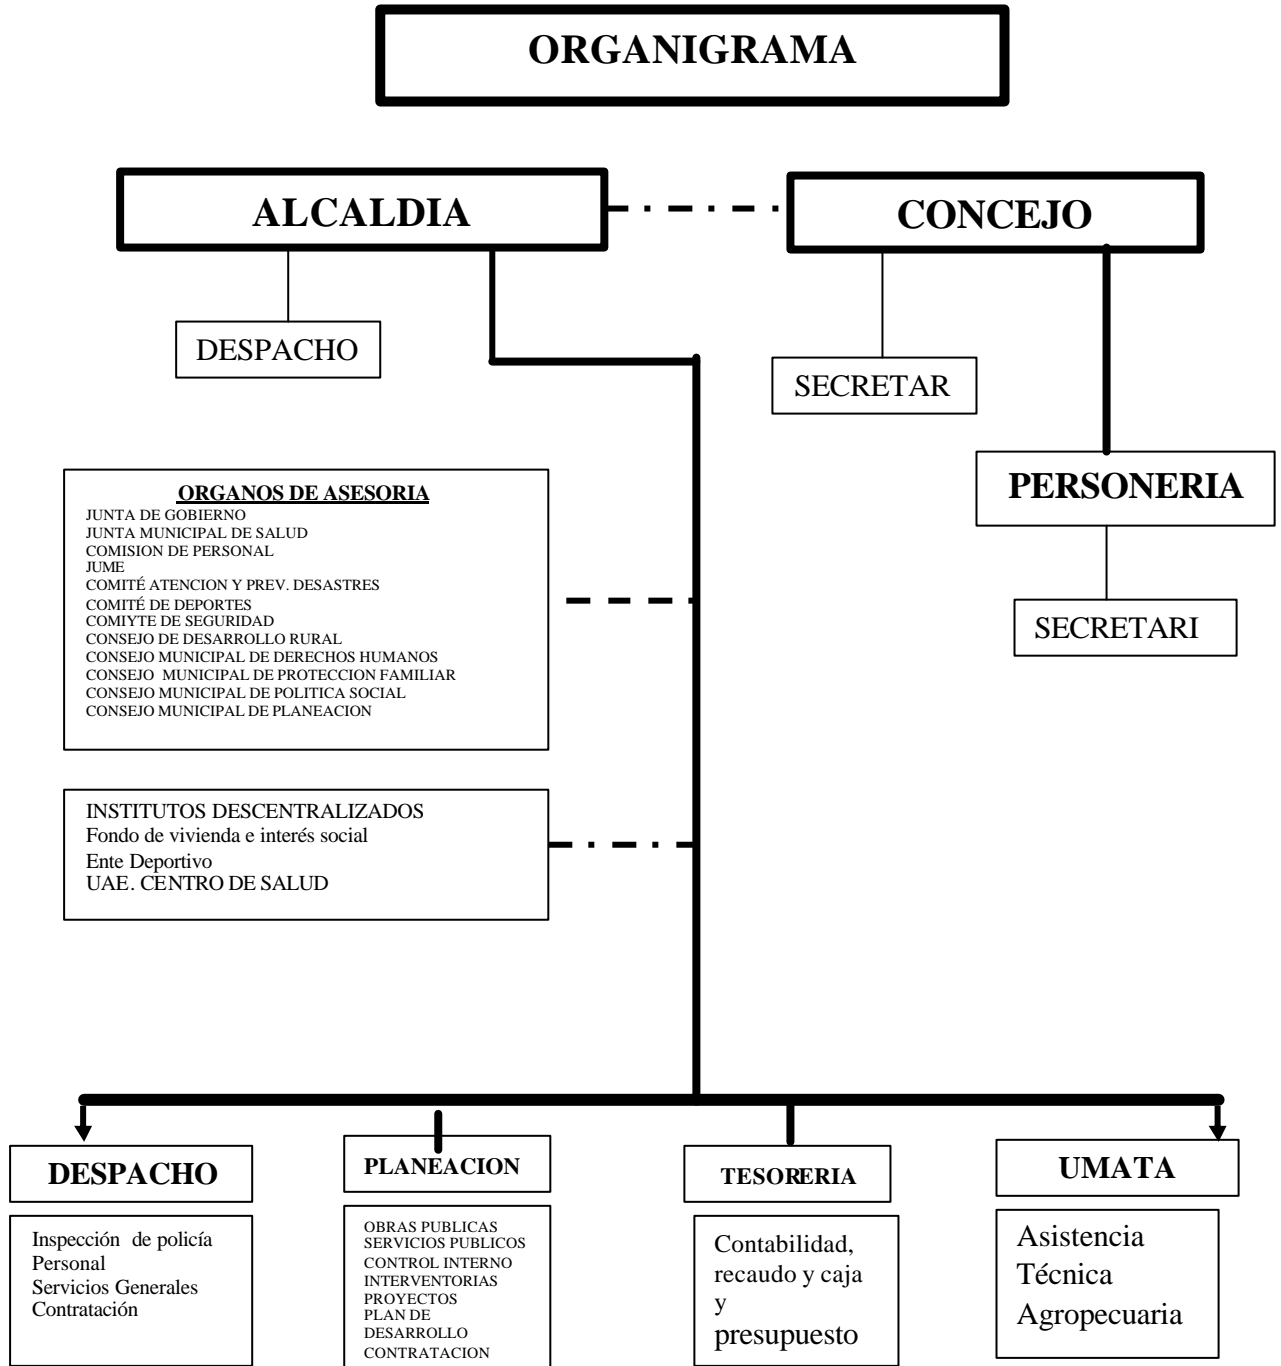 ORGANIGRAMA
ALCALDIA
CONCEJO
DESPACHO
SECRETAR
PERSONERIA
SECRETARI
ORGANOS DE ASESORIA
JUNTA DE GOBIERNO
JUNTA MUNICIPAL DE SALUD
COMISION DE PERSONAL
JUME
COMITÉ ATENCION Y PREV. DESASTRES
COMITÉ DE DEPORTES
COMIYTE DE SEGURIDAD
CONSEJO DE DESARROLLO RURAL
CONSEJO MUNICIPAL DE DERECHOS HUMANOS
CONSEJO MUNICIPAL DE PROTECCION FAMILIAR
CONSEJO MUNICIPAL DE POLITICA SOCIAL
CONSEJO MUNICIPAL DE PLANEACION
INSTITUTOS DESCENTRALIZADOS
Fondo de vivienda e interés social
Ente Deportivo
UAE. CENTRO DE SALUD
DESPACHO
Inspección de policía
Personal
Servicios Generales
Contratación
PLANEACION
OBRAS PUBLICAS
SERVICIOS PUBLICOS
CONTROL INTERNO
INTERVENTORIAS
PROYECTOS
PLAN DE
DESARROLLO
CONTRATACION
TESORERIA
Contabilidad,
recaudo y caja
y
presupuesto
UMATA
Asistencia
Técnica
Agropecuaria